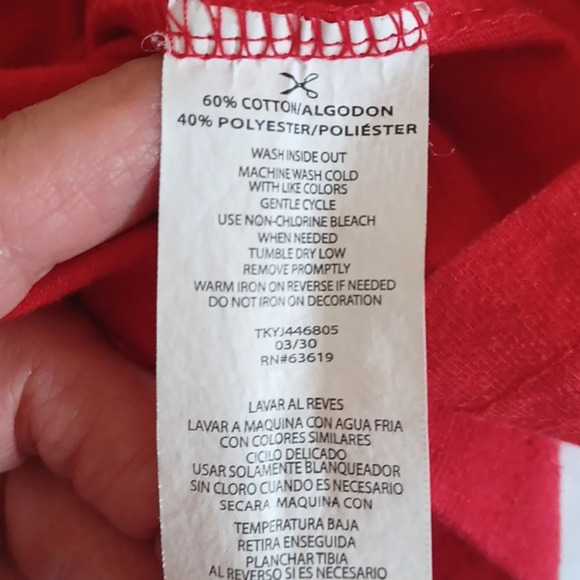 60% COTTON/ALGODON
40% POLYESTER/POLIÉSTER
WASH INSIDE OUT
MACHINE WASH COLD
WITH LIKE COLORS
GENTLE CYCLE
USE NON-CHLORINE BLEACH
WHEN NEEDED
TUMBLE DRY LOW
REMOVE PROMPTLY
WARM IRON ON REVERSE IF NEEDED
DO NOT IRON ON DECORATION
TKYJ446805
03/30
RN#63619
LAVAR AL REVES
LAVAR A MAQUINA CON AGUA FRIA
CON COLORES SIMILARES
CICLO DELICADO
USAR SOLAMENTE BLANQUEADOR
SIN CLORO CUANDO ES NECESARIO
SECARA MAQUINA CON
TEMPERATURA BAJA
RETIRA ENSEGUIDA
PLANCHAR TIBIA
AL REVERSO SI ES NECESARIO